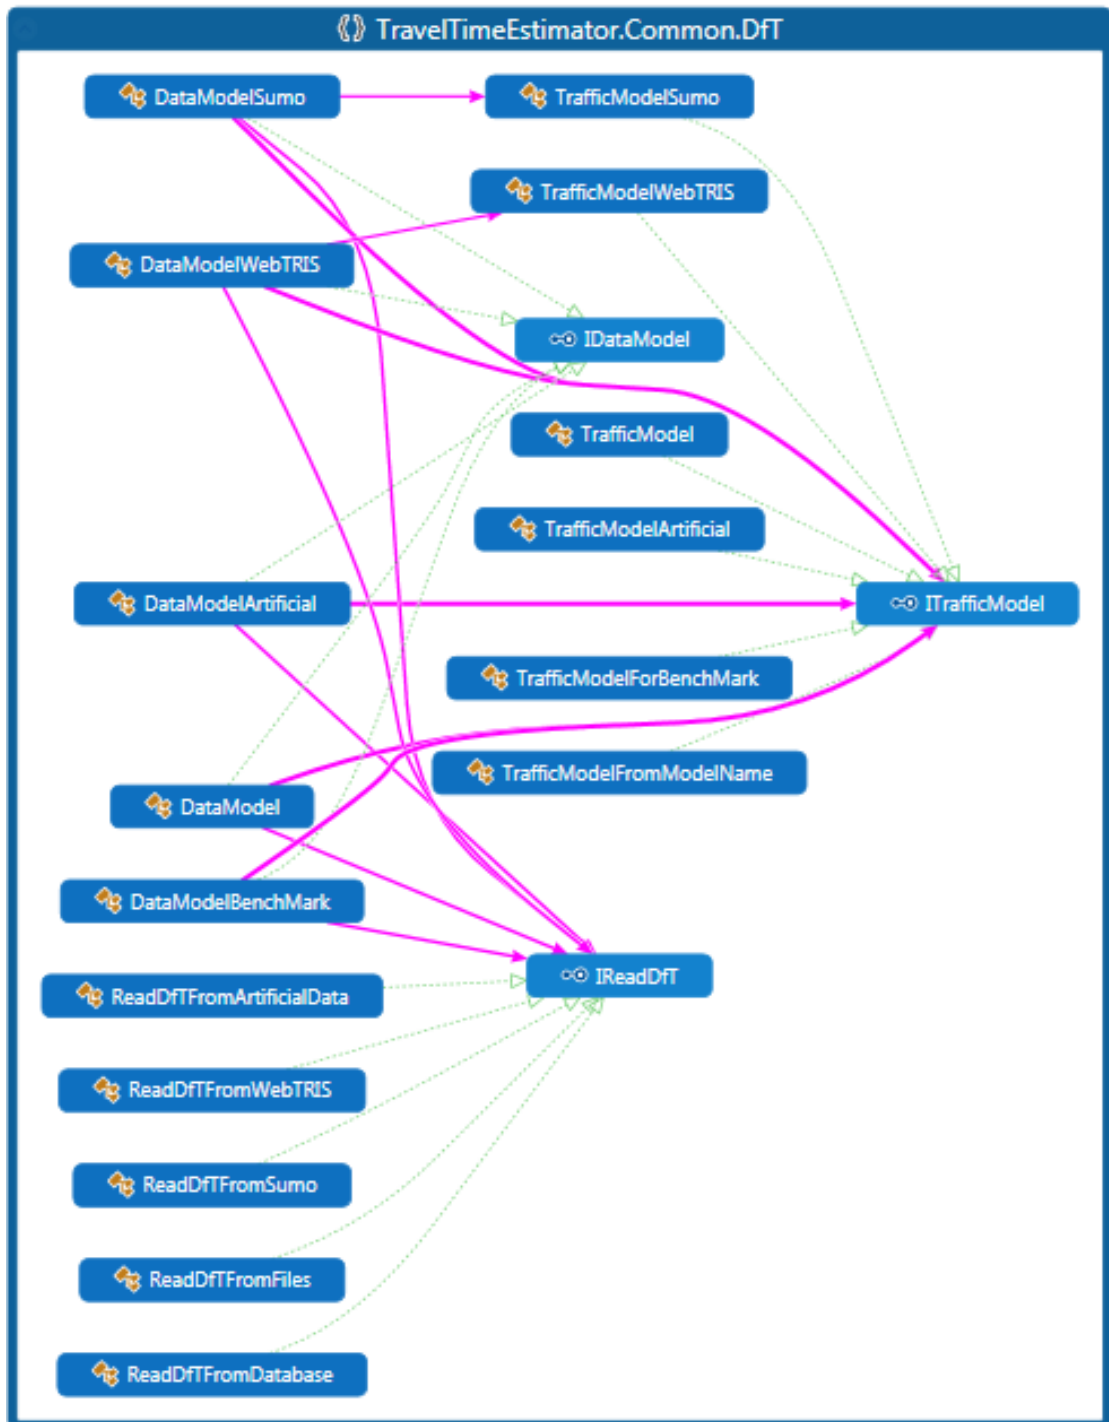 TravelTimeEstimator.Common.DfT
DataModelSumo
TrafficModelSumo
TrafficModelWebTRIS
DataModelWebTRIS
IDataModel
TrafficModel
TrafficModelArtificial
DataModelArtificial
ITrafficModel
TrafficModelForBenchMark
TrafficModelFromModelName
DataModel
DataModelBenchMark
IReadDfT
ReadDfTFromArtificialData
ReadDfTFromWebTRIS
ReadDfTFromSumo
ReadDfTFromFiles
ReadDfTFromDatabase